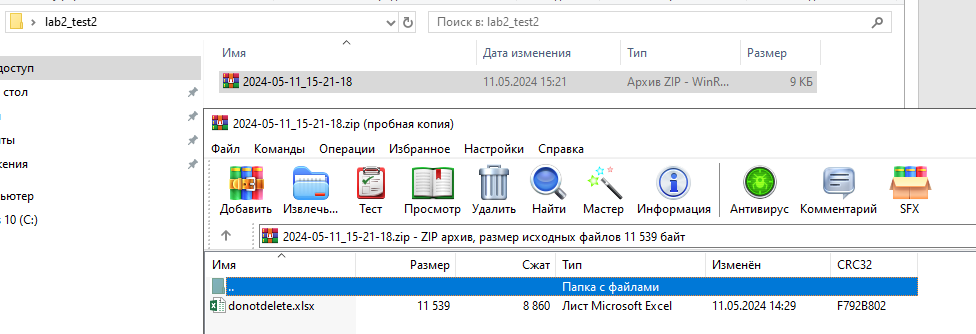 lab2_test2 Поиск в: lab2_test2
Имя Дата изменения Тип Размер
доступ
2024-05-11_15-21-18 11.05.2024 15:21 Архив ZIP - WinR... 9 КБ
стол
2024-05-11_15-21-18.zip (пробная копия)
нты
Файл Команды Операции Избранное Настройки Справка
жения
пьютер
10 (C:)
Добавить Извлечь... Тест Просмотр Удалить Найти Мастер Информация Антивирус Комментарий SFX
2024-05-11_15-21-18.zip - ZIP архив, размер исходных файлов 11 539 байт
Имя Размер Сжат Тип Изменён CRC32
.. Папка с файлами
donotdelete.xlsx 11 539 8 860 Лист Microsoft Excel 11.05.2024 14:29 F792B802